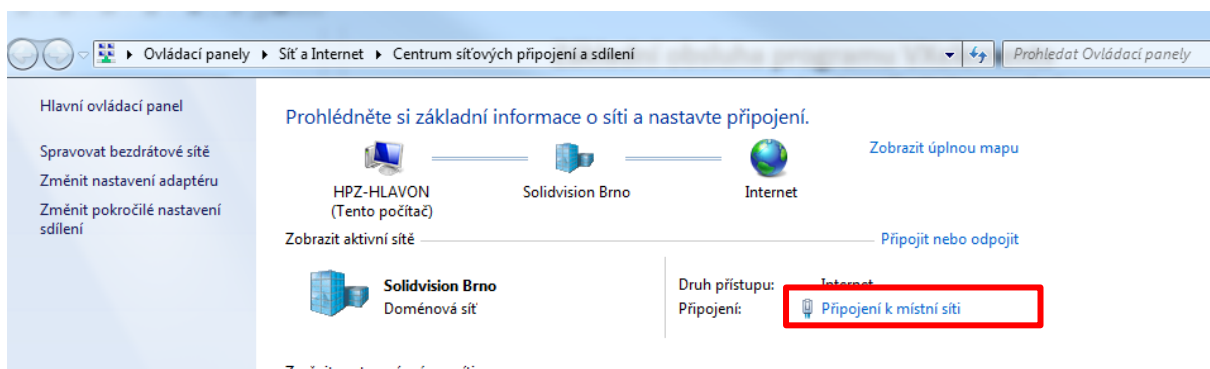 Ovládací panely ▸ Síť a Internet ▸ Centrum síťových připojení a sdílení
Prohledat Ovládací panely
Hlavní ovládací panel
Spravovat bezdrátové sítě
Změnit nastavení adaptéru
Změnit pokročilé nastavení
sdílení
Prohlédněte si základní informace o síti a nastavte připojení.
Zobrazit úplnou mapu
HPZ-HLAVON
(Tento počítač)
Solidvision Brno
Internet
Zobrazit aktivní sítě
Připojit nebo odpojit
Solidvision Brno
Doménová síť
Druh přístupu: Internet
Připojení: Připojení k místní síti